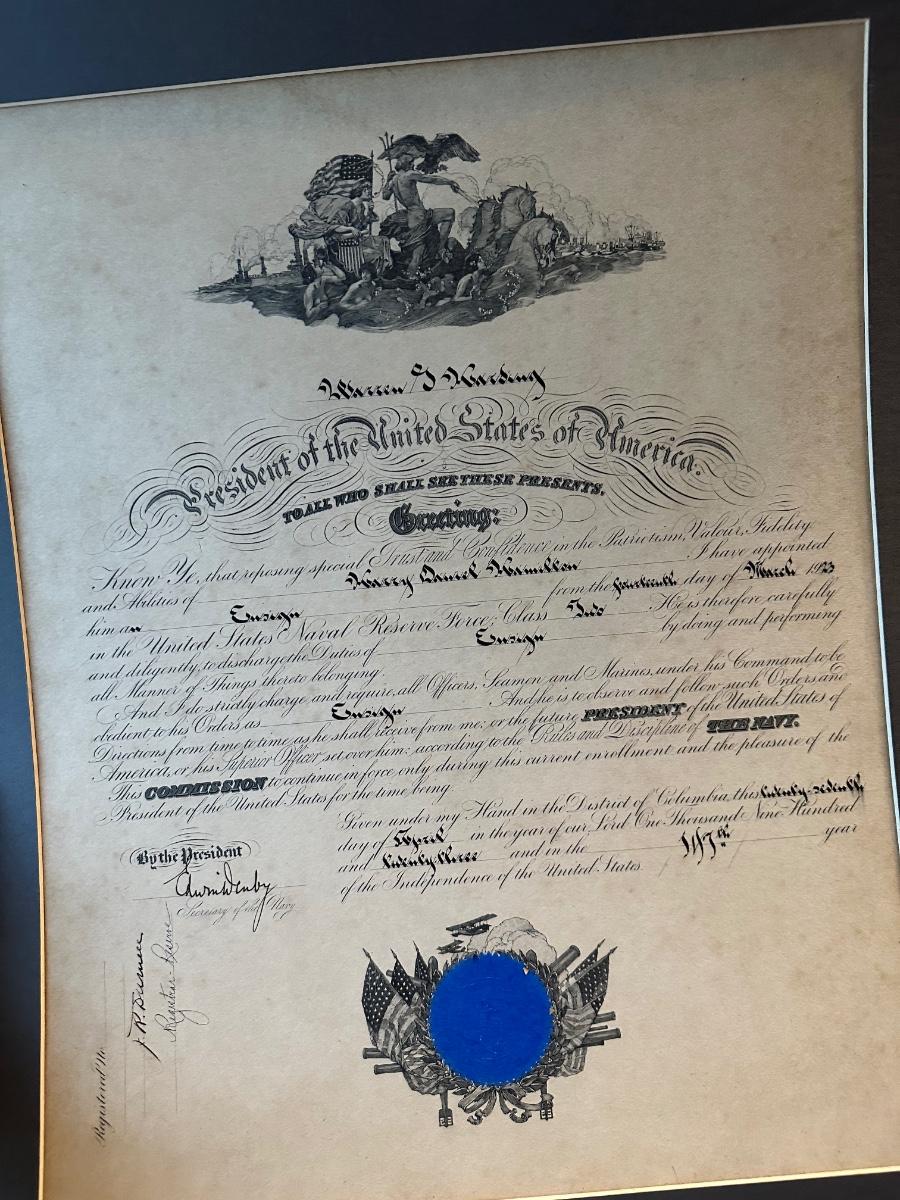 Warren G Harding
President of the United States of America.
TO ALL WHO SHALL SEE THESE PRESENTS,
Greeting:
Know Ye, that reposing special Trust and Confidence in the Patriotism, Valour, Fidelity
and Abilities of Harry Hamilton I have appointed
him an Ensign from the fourteenth day of March 1923
in the United States Naval Reserve Force, Class Two He is therefore carefully
and diligently to discharge the Duties of Ensign by doing and performing
all Manner of Things thereto belonging.
And I do strictly charge and require, all Officers, Seamen and Marines, under his Command, to be
obedient to his Orders, as Ensign And he is to observe and follow such Orders and
Directions from time to time, as he shall receive from me; or the future PRESIDENT of the United States of
America, or his Superior Officer set over him; according to the Rules and Discipline of THE NAVY.
This COMMISSION to continue in force only during this current enrollment and the pleasure of the
President of the United States for the time being.
Given under my Hand in the District of Columbia, this twenty-seventh
day of April in the year of our Lord One Thousand Nine Hundred
and twenty three and in the 147th year
of the Independence of the United States.
By the President
Edwin Denby
Secretary of the Navy
Registered No.